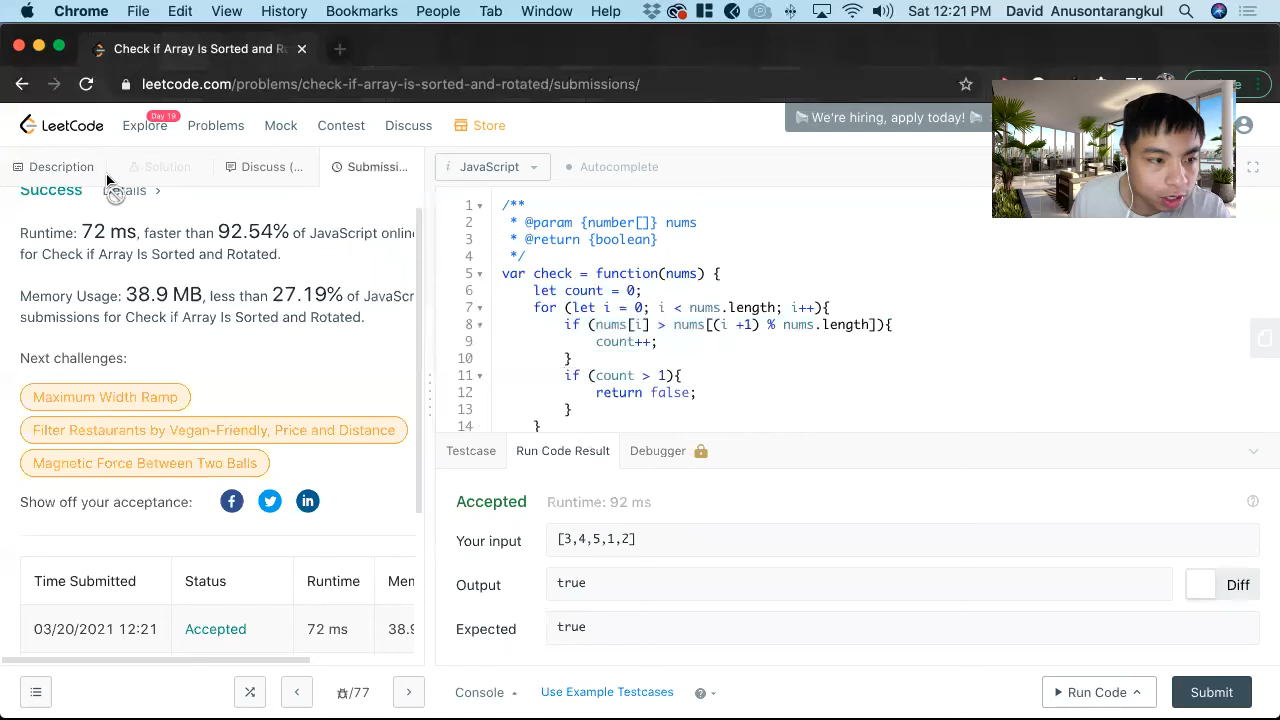 Chrome File Edit View History Bookmarks People Tab Window Help Sat 12:21 PM David Anusontarangkul
Check if Array Is Sorted and R
leetcode.com/problems/check-if-array-is-sorted-and-rotated/submissions/
LeetCode Explore Day 19 Problems Mock Contest Discuss Store We're hiring, apply today!
Description Solution Discuss (... Submissi...
JavaScript Autocomplete
Success Details
Runtime: 72 ms, faster than 92.54% of JavaScript online
for Check if Array Is Sorted and Rotated.
Memory Usage: 38.9 MB, less than 27.19% of JavaScr
submissions for Check if Array Is Sorted and Rotated.
Next challenges:
Maximum Width Ramp
Filter Restaurants by Vegan-Friendly, Price and Distance
Magnetic Force Between Two Balls
Show off your acceptance:
Time Submitted Status Runtime Mem
03/20/2021 12:21 Accepted 72 ms 38.9
1 /**
2 * @param {number[]} nums
3 * @return {boolean}
4 */
5 var check = function(nums) {
6 let count = 0;
7 for (let i = 0; i < nums.length; i++){
8 if (nums[i] > nums[(i +1) % nums.length]){
9 count++;
10 }
11 if (count > 1){
12 return false;
13 }
14 }
Testcase Run Code Result Debugger
Accepted Runtime: 92 ms
Your input [3,4,5,1,2]
Output true Diff
Expected true
/77
Console Use Example Testcases Run Code Submit